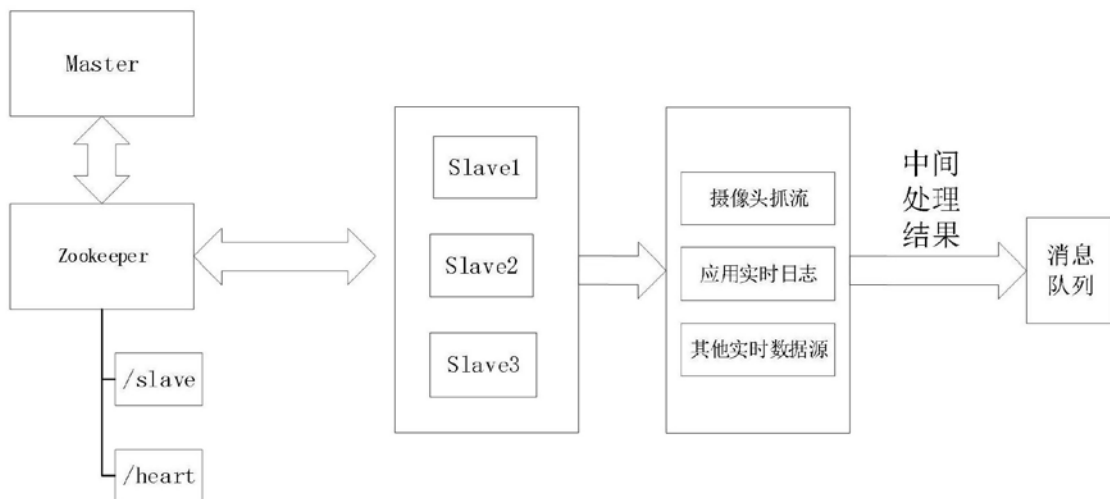 Master
Zookeeper
/slave
/heart
Slave1
Slave2
Slave3
摄像头抓流
应用实时日志
其他实时数据源
中间
处理
结果
消息
队列